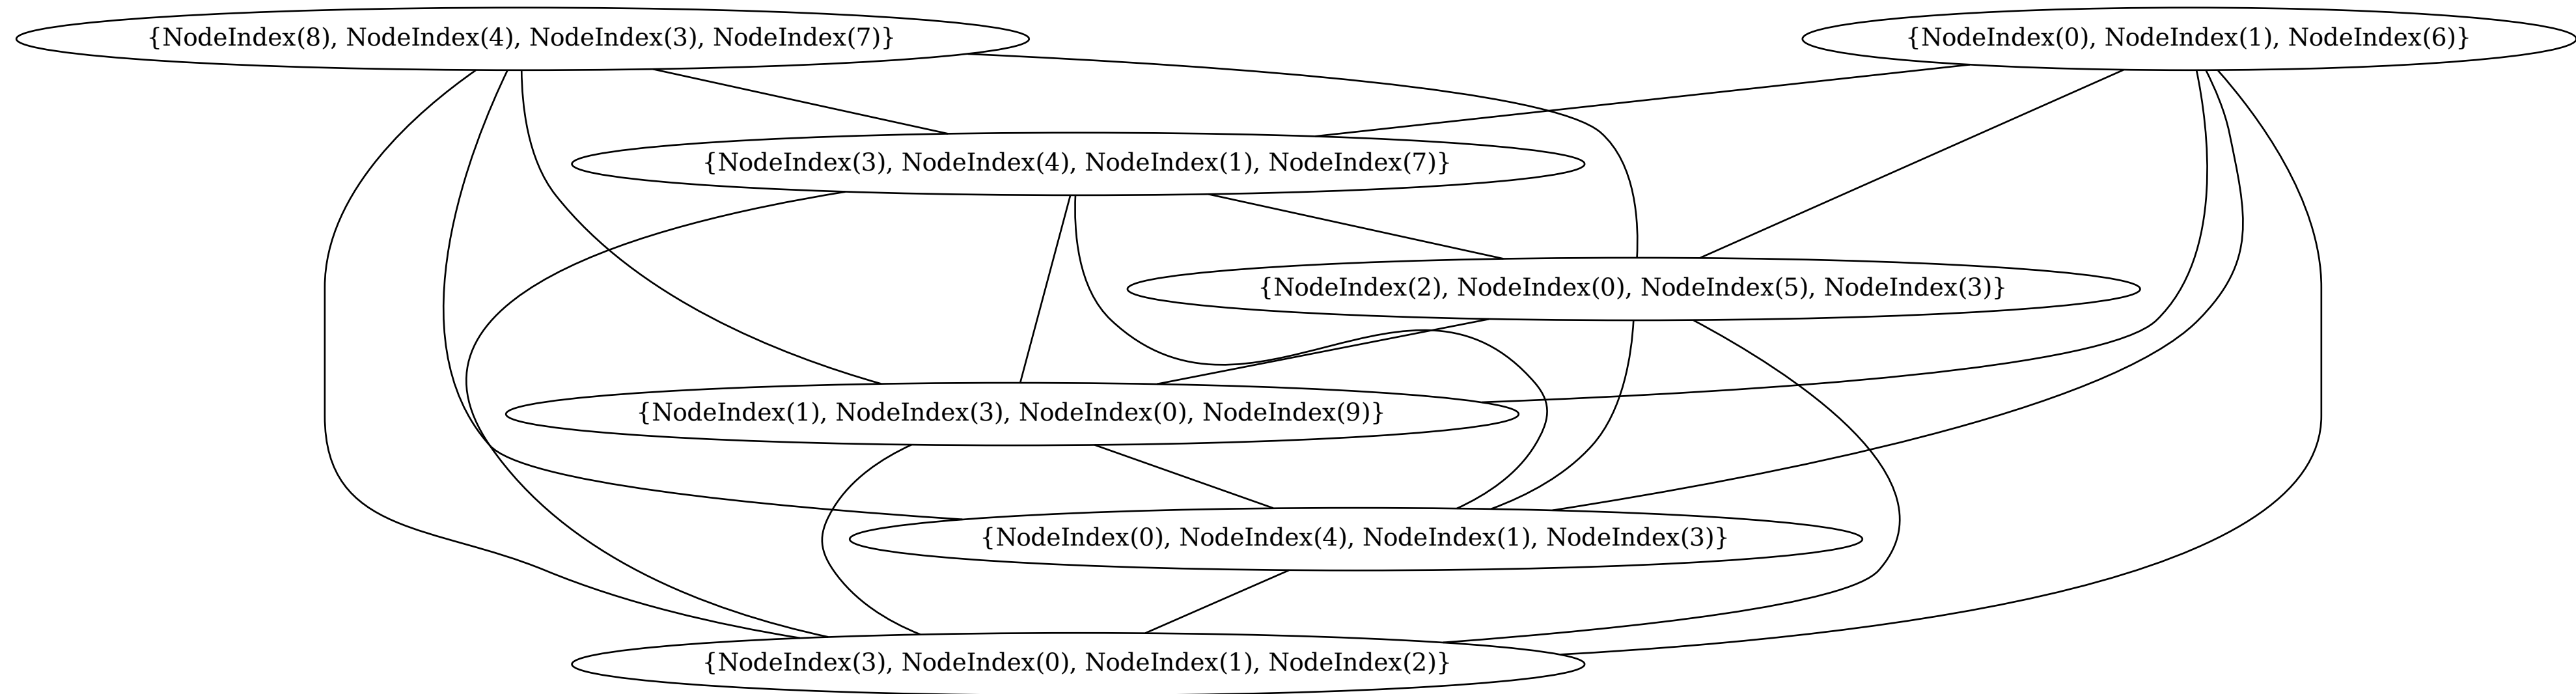 {NodeIndex(8), NodeIndex(4), NodeIndex(3), NodeIndex(7)}
{NodeIndex(0), NodeIndex(1), NodeIndex(6)}
{NodeIndex(3), NodeIndex(4), NodeIndex(1), NodeIndex(7)}
{NodeIndex(2), NodeIndex(0), NodeIndex(5), NodeIndex(3)}
{NodeIndex(1), NodeIndex(3), NodeIndex(0), NodeIndex(9)}
{NodeIndex(0), NodeIndex(4), NodeIndex(1), NodeIndex(3)}
{NodeIndex(3), NodeIndex(0), NodeIndex(1), NodeIndex(2)}